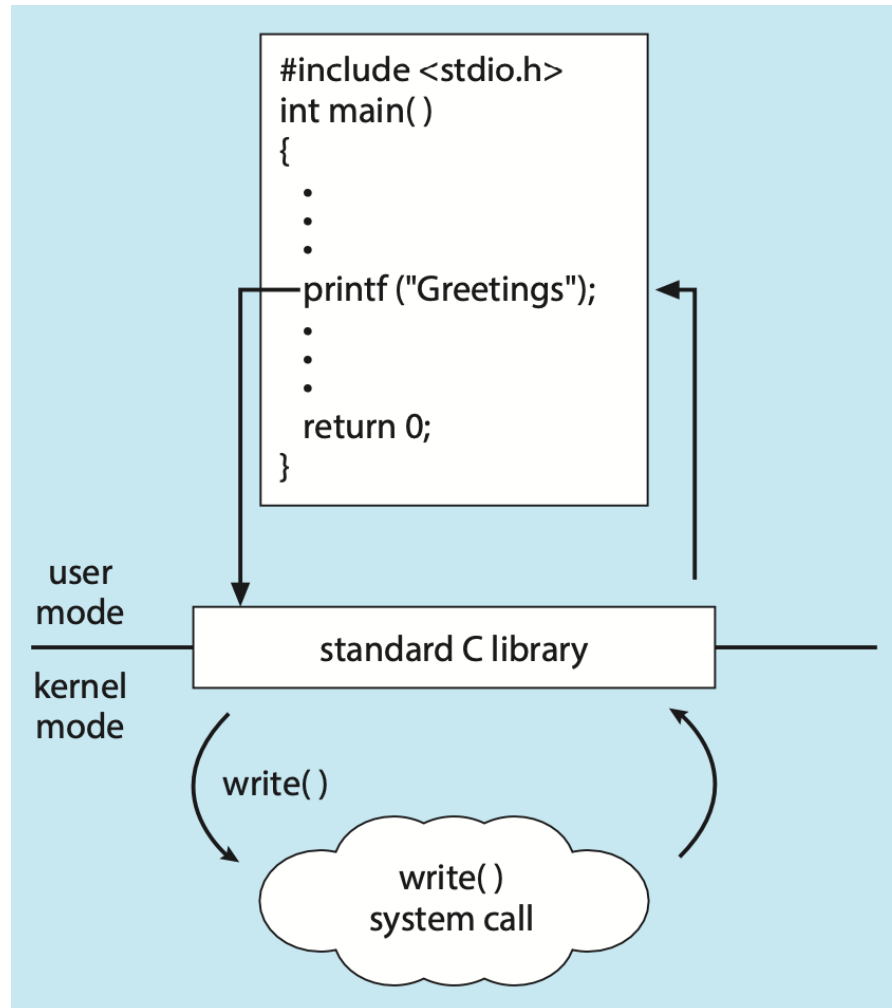 #include <stdio.h>
int main( )
{
•
•
•
printf ("Greetings");
•
•
•
return 0;
}
user
mode
standard C library
kernel
mode
write( )
write( )
system call